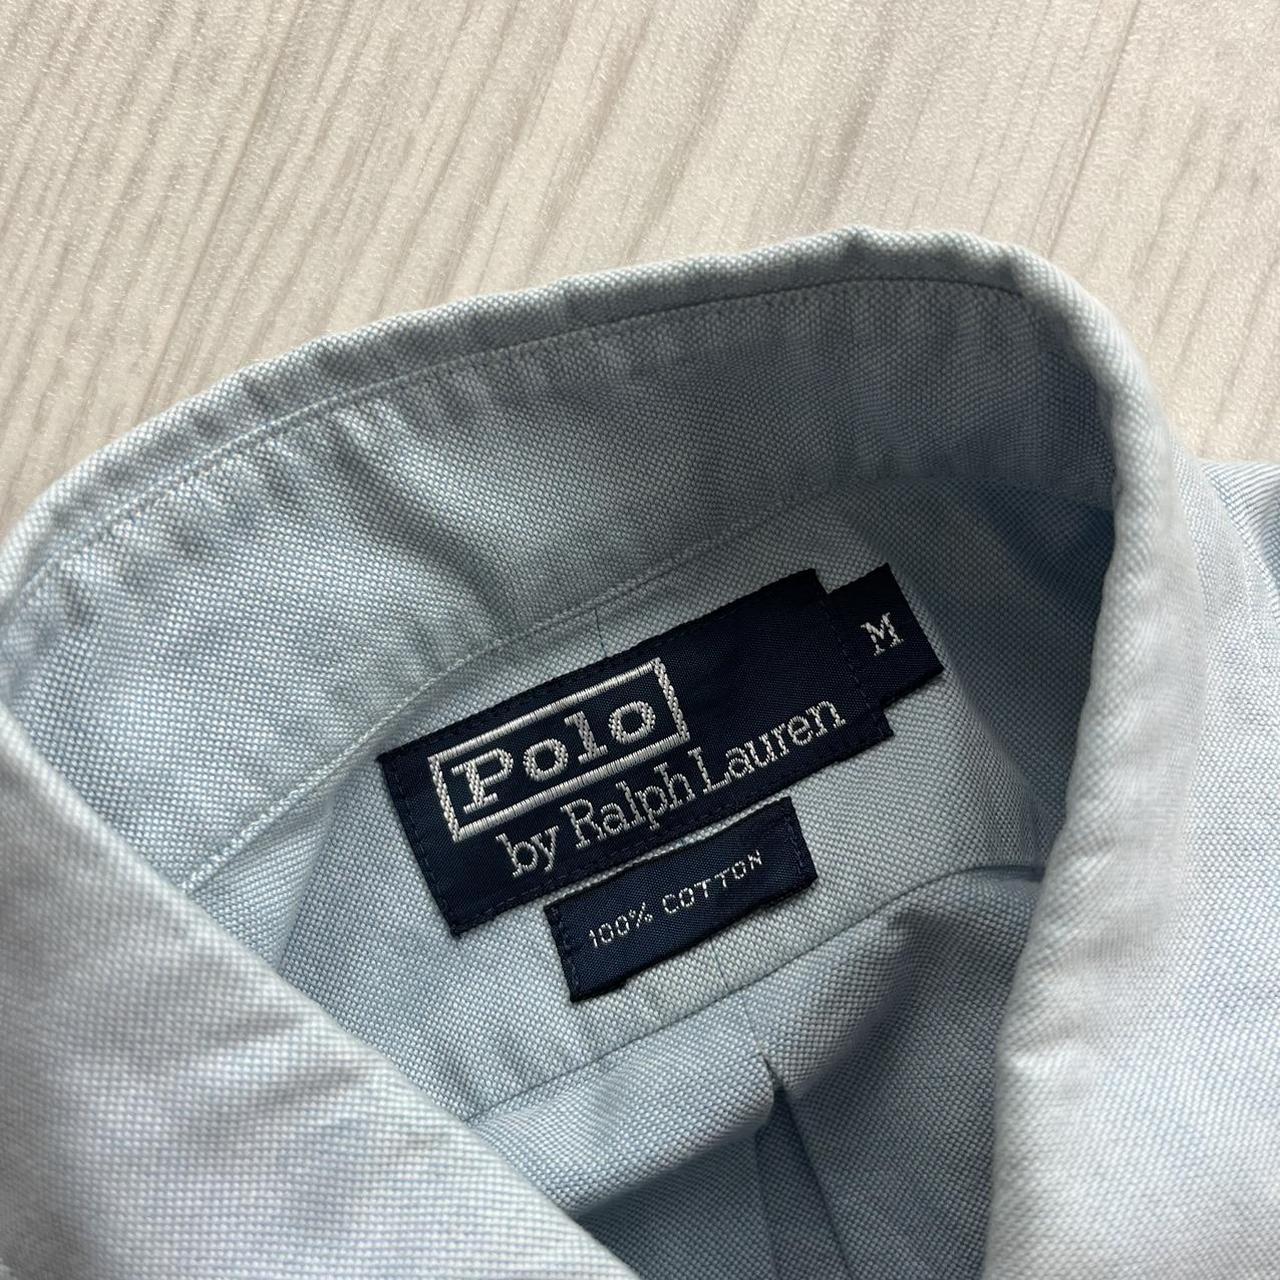 Polo
by Ralph Lauren
M
100% COTTON